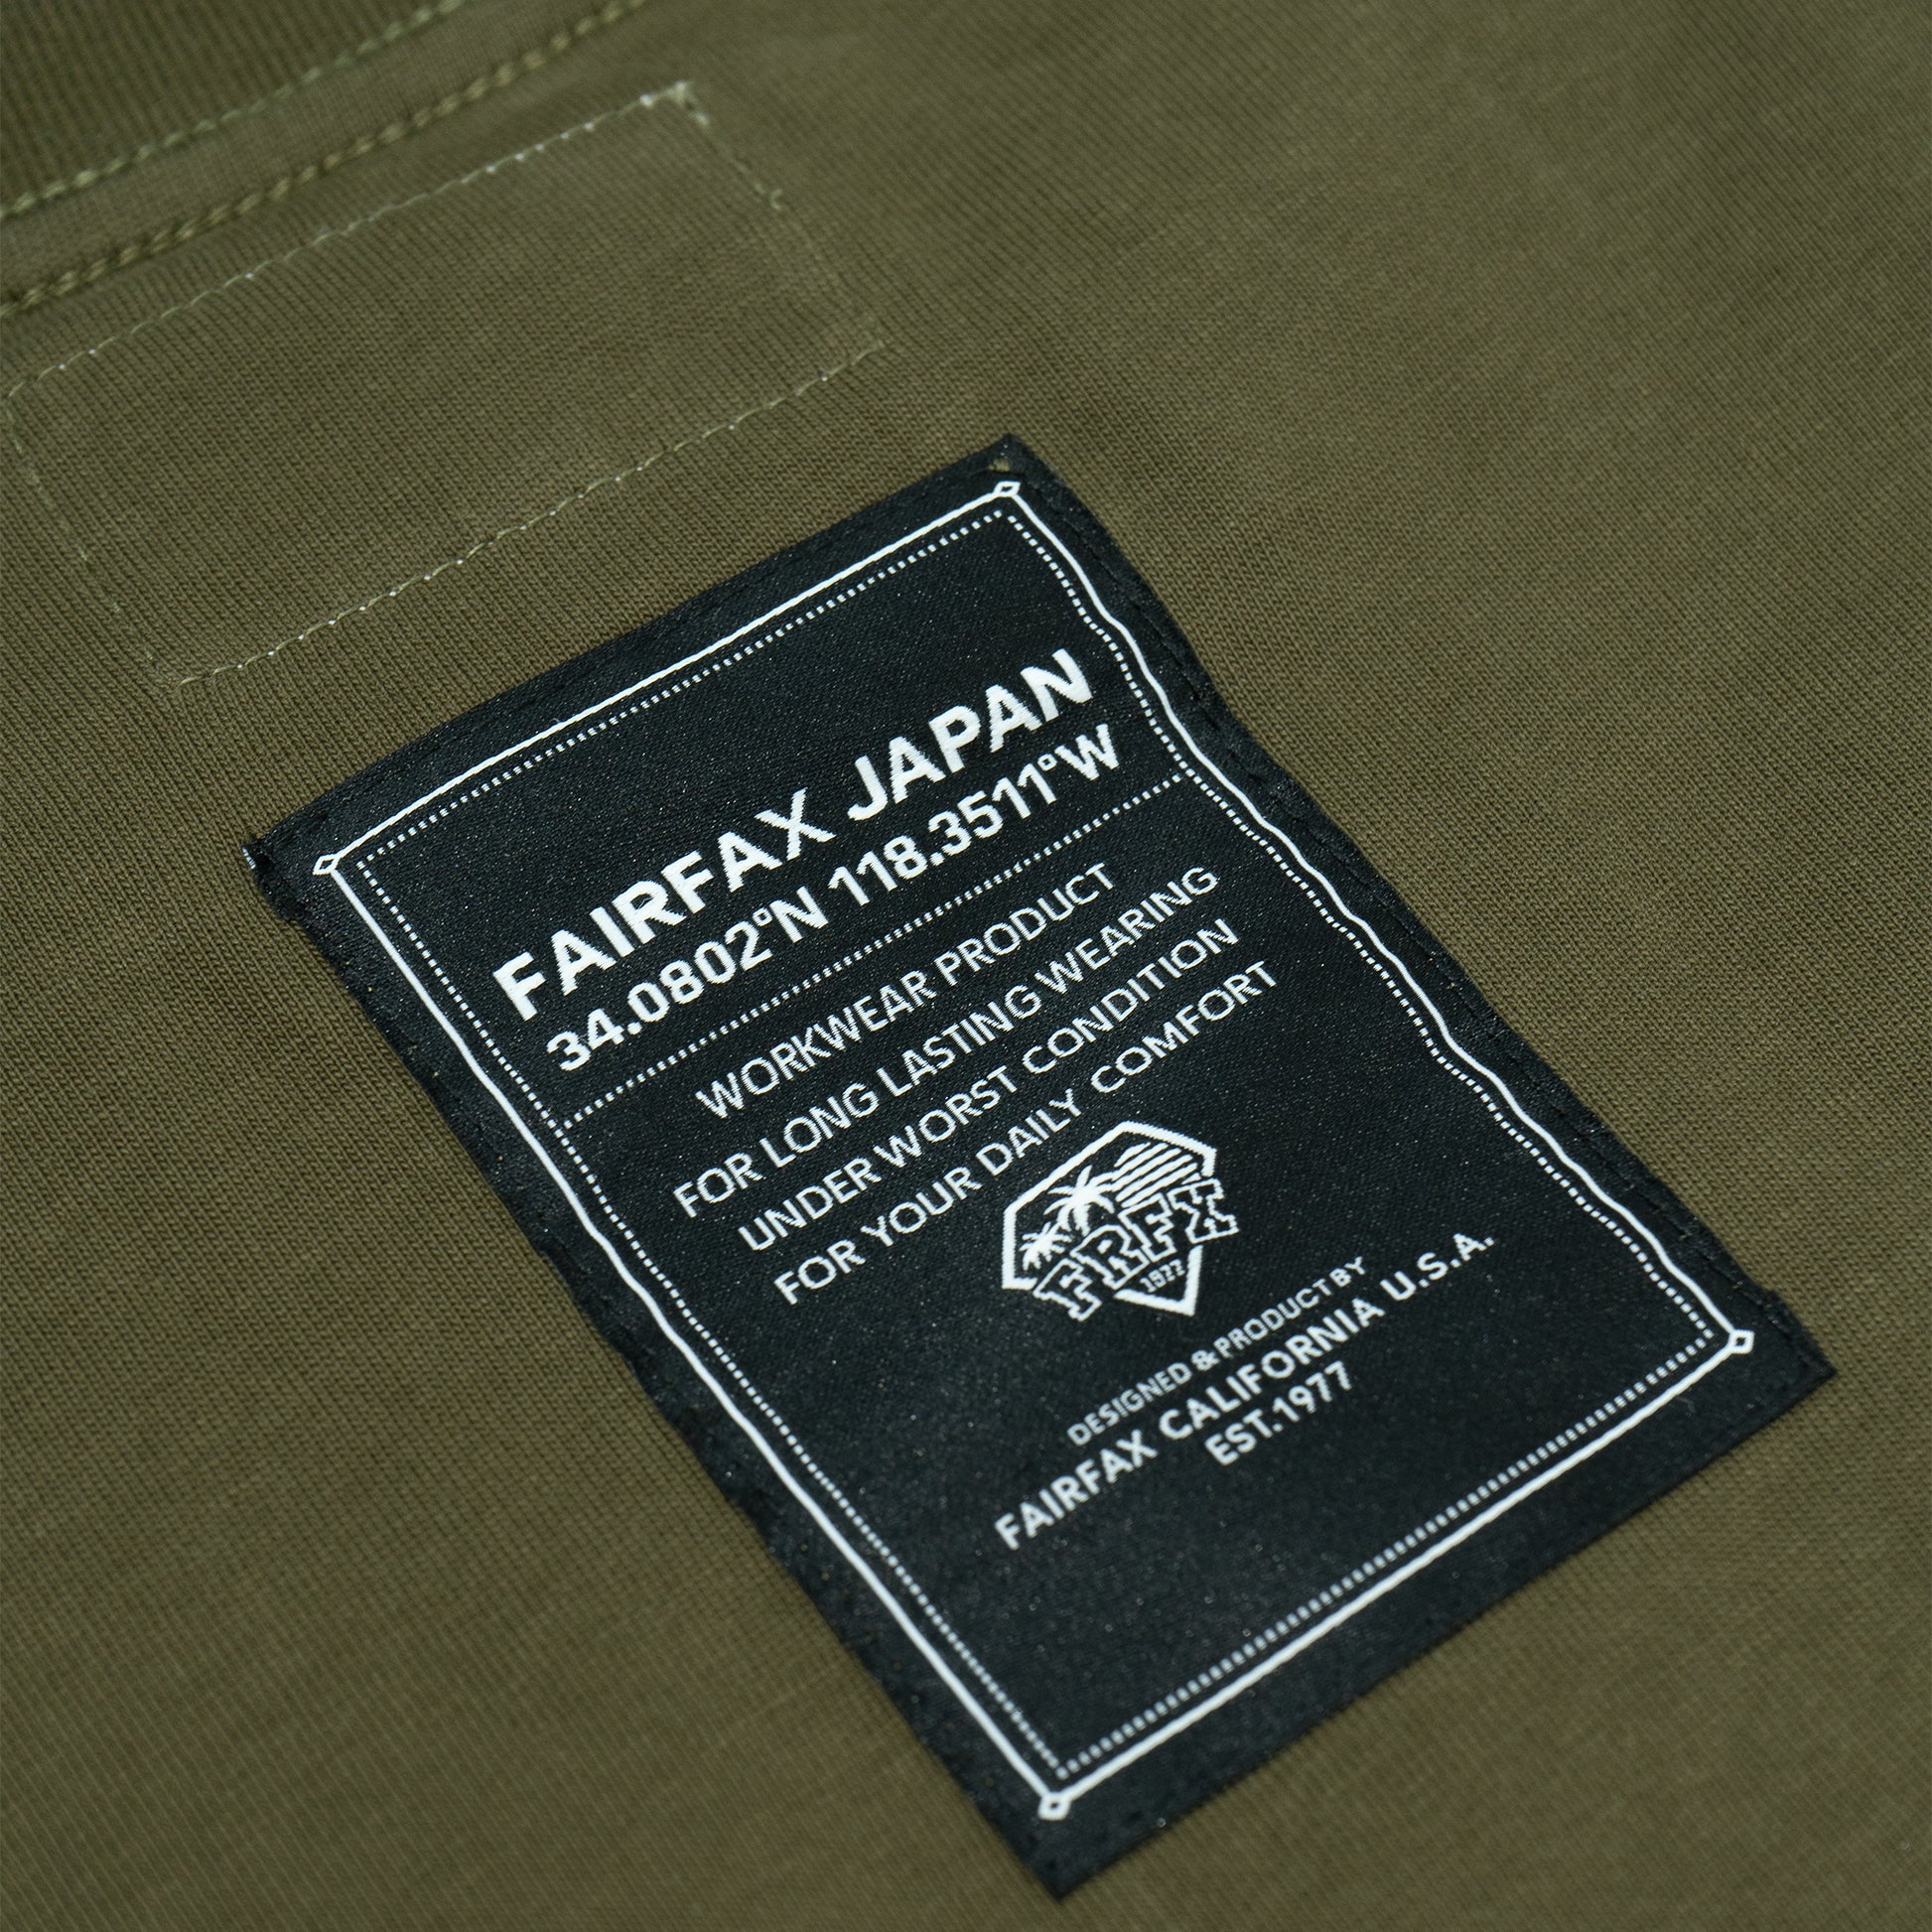 FAIRFAX JAPAN
34.0802°N 118.3511°W
WORKWEAR PRODUCT
FOR LONG LASTING WEARING
UNDER WORST CONDITION
FOR YOUR DAILY COMFORT
FRFX
1977
DESIGNED & PRODUCT BY
FAIRFAX CALIFORNIA U.S.A.
EST.1977